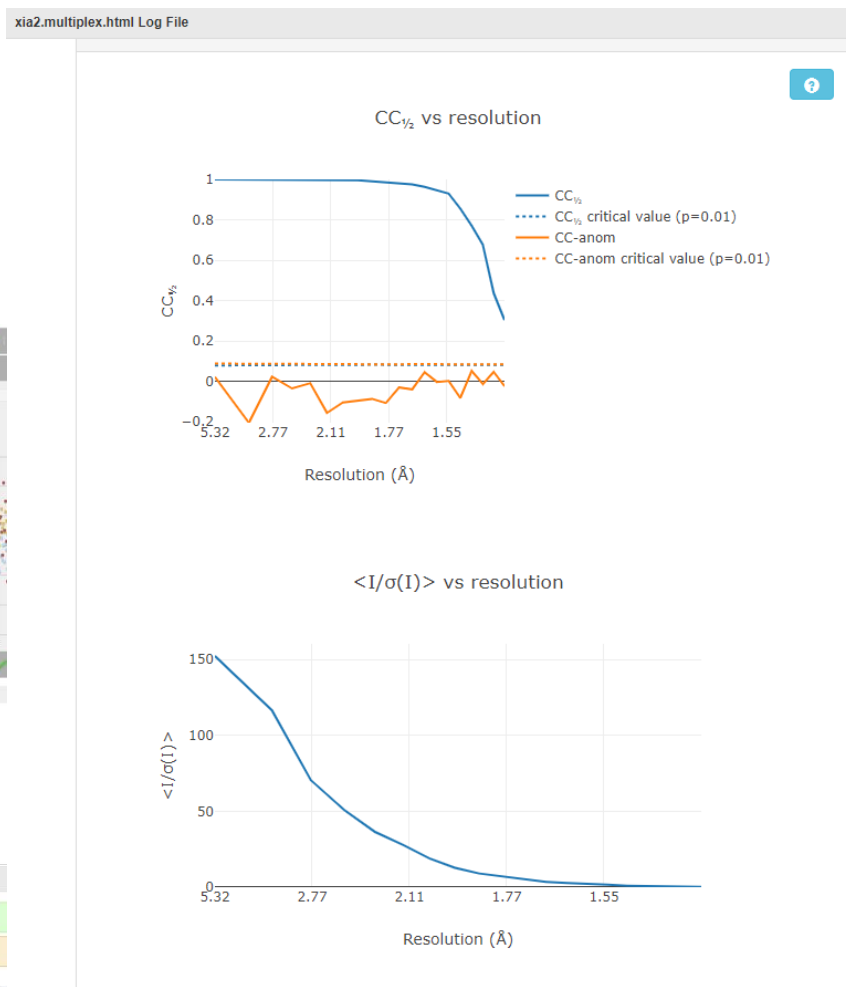 xia2.multiplex.html Log File
?
CC½ vs resolution
1
0.8
0.6
0.4
0.2
0
−0.2
CC½
5.32 2.77 2.11 1.77 1.55
Resolution (Å)
CC½
CC½ critical value (p=0.01)
CC-anom
CC-anom critical value (p=0.01)
<I/σ(I)> vs resolution
150
100
50
0
<I/σ(I)>
5.32 2.77 2.11 1.77 1.55
Resolution (Å)